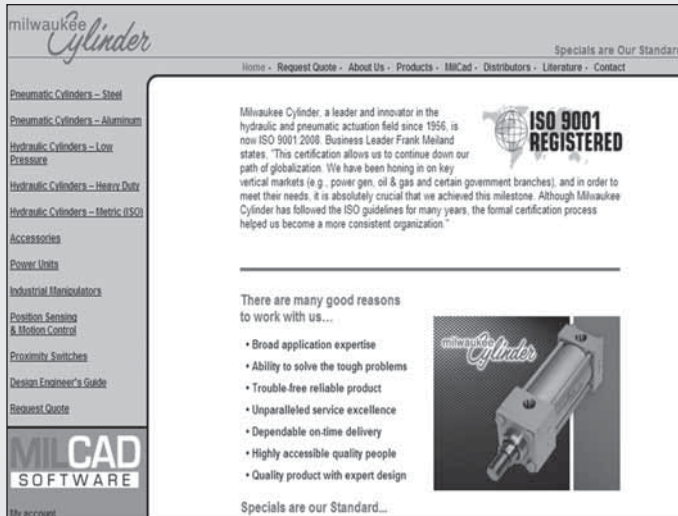 milwaukee
Cylinder
Specials are Our Standard
Home - Request Quote - About Us - Products - MilCad - Distributors - Literature - Contact
Pneumatic Cylinders – Steel
Pneumatic Cylinders – Aluminum
Hydraulic Cylinders – Low
Pressure
Hydraulic Cylinders – Heavy Duty
Hydraulic Cylinders – Metric (ISO)
Accessories
Power Units
Industrial Manipulators
Position Sensing
& Motion Control
Proximity Switches
Design Engineer's Guide
Request Quote
MILCAD
SOFTWARE
My account
Milwaukee Cylinder, a leader and innovator in the
hydraulic and pneumatic actuation field since 1956, is
now ISO 9001:2008. Business Leader Frank Meiland
states, "This certification allows us to continue down our
path of globalization. We have been honing in on key
vertical markets (e.g., power gen, oil & gas and certain government branches), and in order to
meet their needs, it is absolutely crucial that we achieved this milestone. Although Milwaukee
Cylinder has followed the ISO guidelines for many years, the formal certification process
helped us become a more consistent organization."
ISO 9001
REGISTERED
There are many good reasons
to work with us...
• Broad application expertise
• Ability to solve the tough problems
• Trouble-free reliable product
• Unparalleled service excellence
• Dependable on-time delivery
• Highly accessible quality people
• Quality product with expert design
milwaukee
Cylinder
Specials are our Standard...